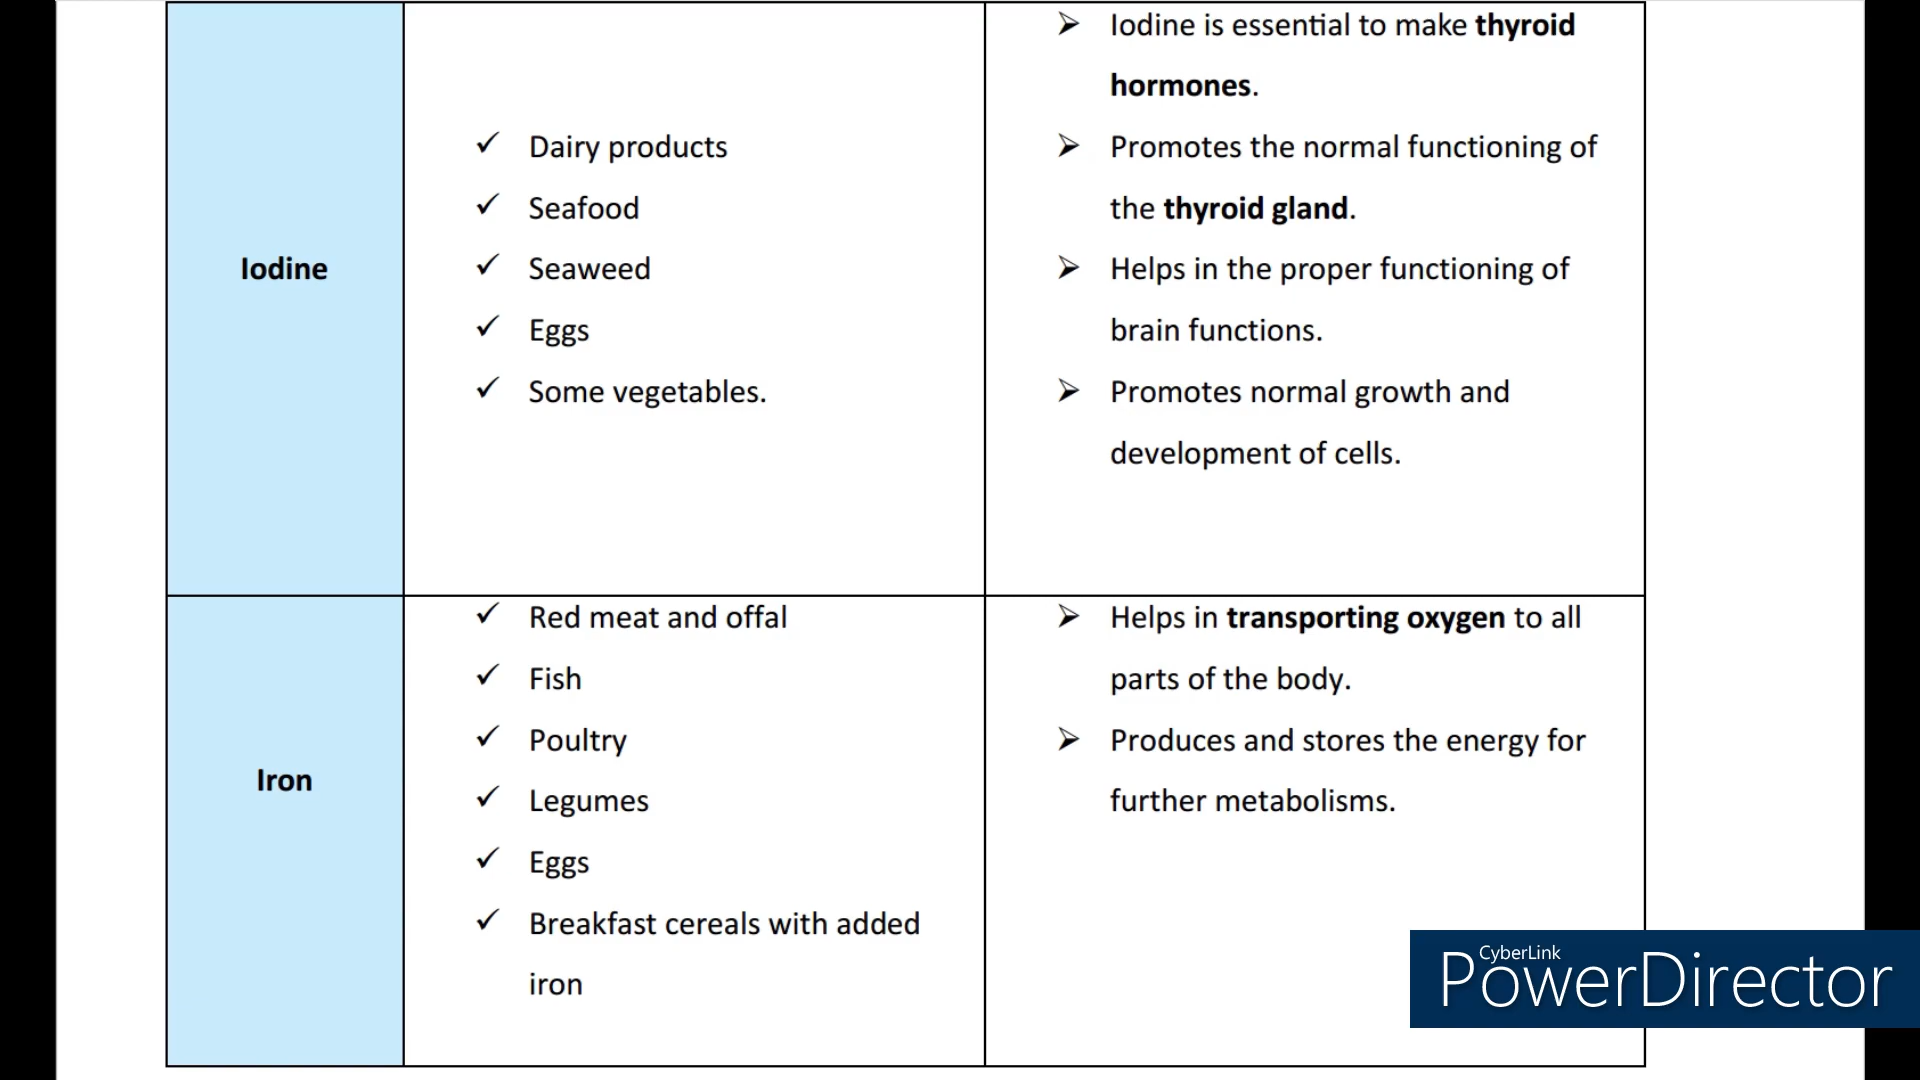 Iodine
✓ Dairy products
✓ Seafood
✓ Seaweed
✓ Eggs
✓ Some vegetables.
➢ Iodine is essential to make thyroid
hormones.
➢ Promotes the normal functioning of
the thyroid gland.
➢ Helps in the proper functioning of
brain functions.
➢ Promotes normal growth and
development of cells.
Iron
✓ Red meat and offal
✓ Fish
✓ Poultry
✓ Legumes
✓ Eggs
✓ Breakfast cereals with added
iron
➢ Helps in transporting oxygen to all
parts of the body.
➢ Produces and stores the energy for
further metabolisms.
CyberLink
PowerDirector